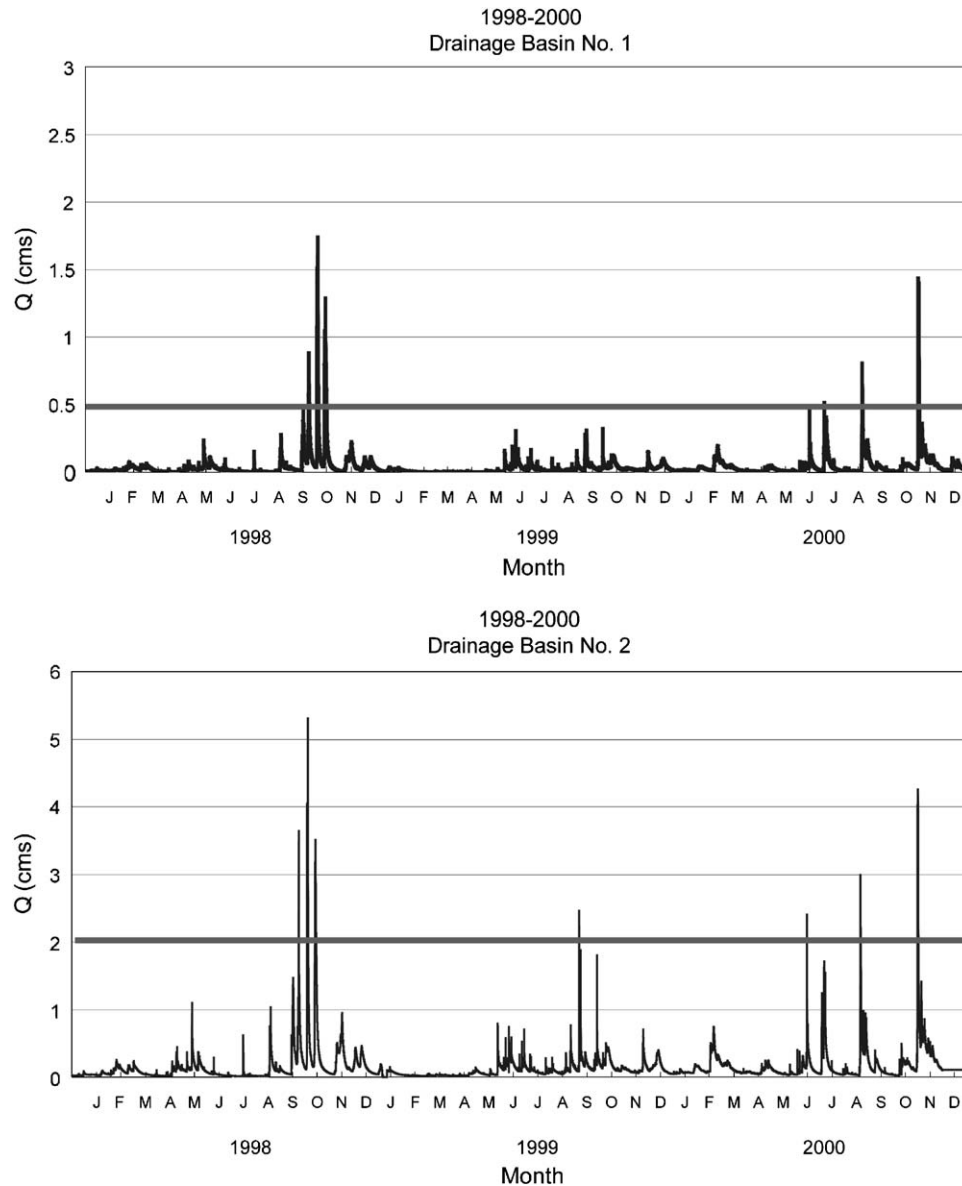 1998-2000
Drainage Basin No. 1
3
2.5
2
1.5
1
0.5
0
Q (cms)
J F M A M J J A S O N D J F M A M J J A S O N D J F M A M J J A S O N D
1998 1999 2000
Month
1998-2000
Drainage Basin No. 2
6
5
4
3
2
1
0
Q (cms)
J F M A M J J A S O N D J F M A M J J A S O N D J F M A M J J A S O N D
1998 1999 2000
Month